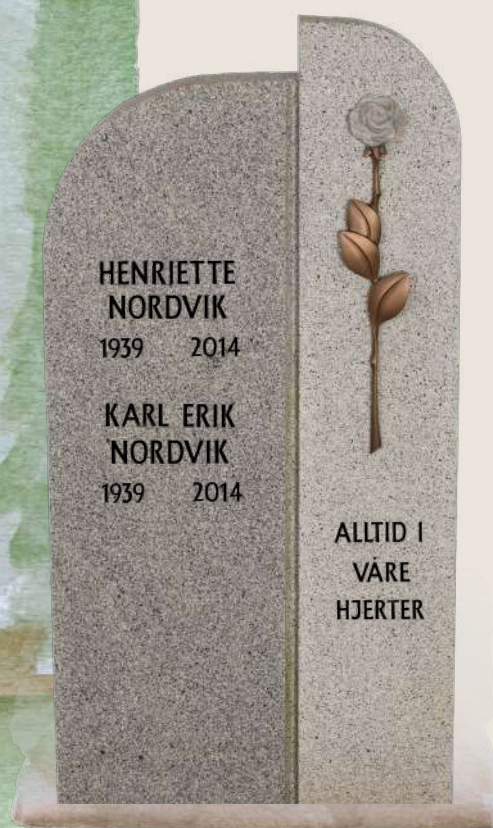 HENRIETTE
NORDVIK
1939 2014
KARL ERIK
NORDVIK
1939 2014
ALLTID I
VÅRE
HJERTER